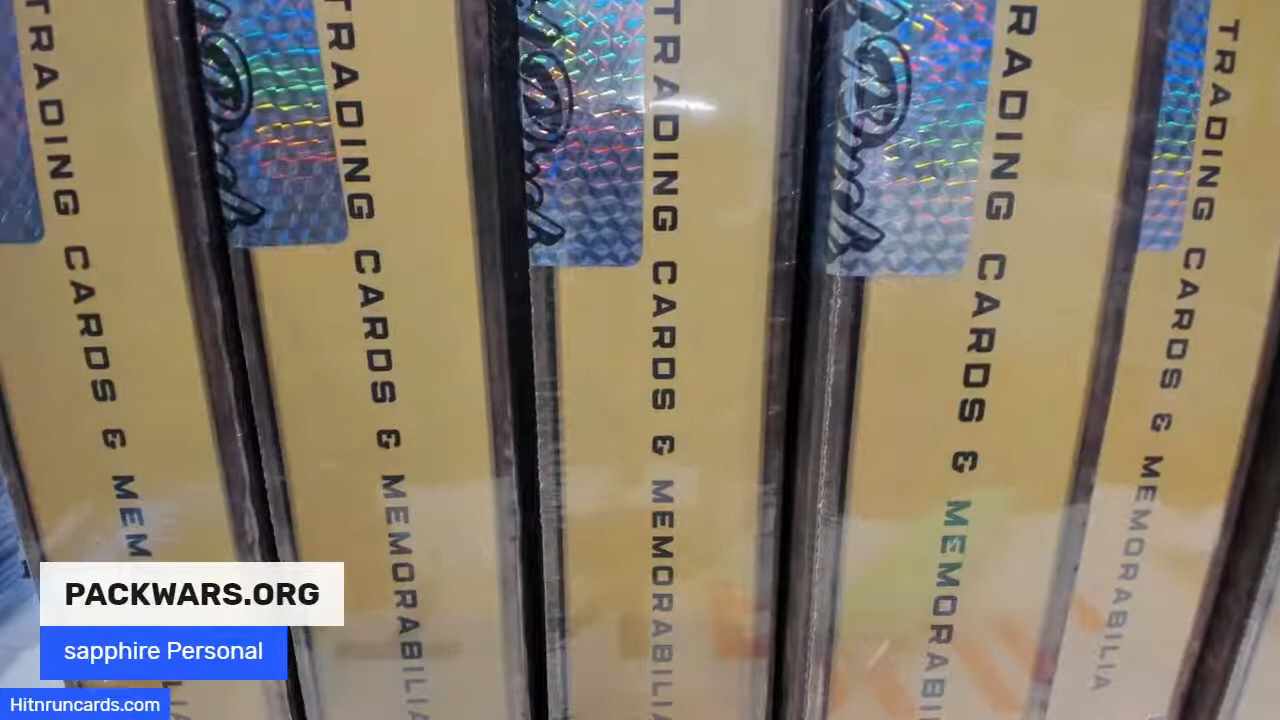 TRADING CARDS & MEM
TRADING CARDS & MEMORABILIA
TRADING CARDS & MEMORABILIA
TRADING CARDS & MEMORABI
TRADING CARDS & MEMORABILIA
PACKWARS.ORG
sapphire Personal
Hitnruncards.com